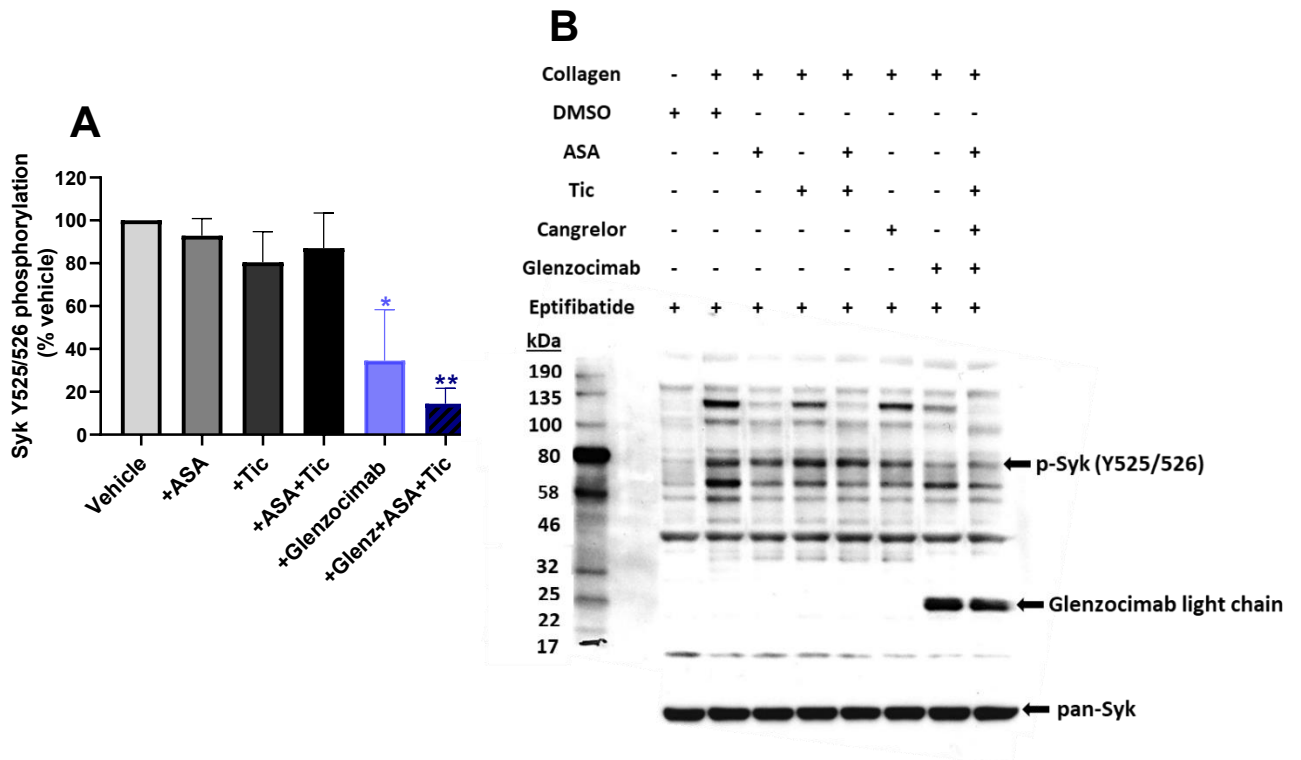 B
Collagen - + + + + + + +
DMSO + + - - - - - -
ASA - - + - + - - +
Tic - - - + + - - +
Cangrelor - - - - - + - +
Glenzocimab - - - - - - + +
Eptifibatide + + + + + + + +
A
Syk Y525/526 phosphorylation
(% vehicle)
120
100
80
60
40
20
0
*
**
Vehicle
+ASA
+Tic
+ASA+Tic
+Glenzocimab
+Glenz+ASA+Tic
kDa
190
135
100
80
58
46
32
25
22
17
p-Syk (Y525/526)
Glenzocimab light chain
pan-Syk